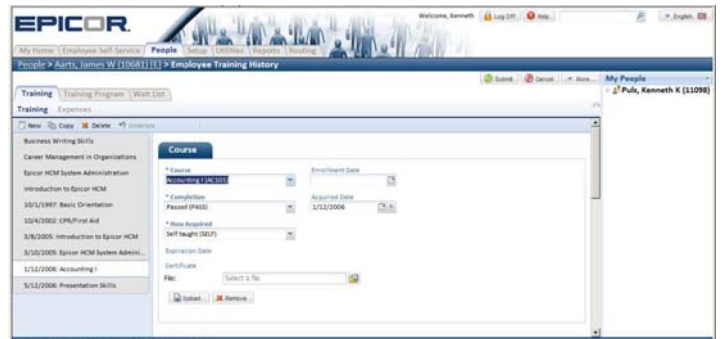 EPICOR.
Welcome, Kenneth
Log Off
Help
English
My Home
Employee Self-Service
People
Setup
Utilities
Reports
Routing
People > Aarts, James W (10681) [E] > Employee Training History
Submit
Cancel
More...
My People
Puls, Kenneth K (11098)
Training
Training Program
Wait List
Training
Expenses
New
Copy
Delete
Undelete
Business Writing Skills
Career Management in Organizations
Epicor HCM System Administration
Introduction to Epicor HCM
10/1/1997: Basic Orientation
10/4/2002: CPR/First Aid
3/8/2005: Introduction to Epicor HCM
3/10/2005: Epicor HCM System Admini...
1/12/2006: Accounting I
5/12/2006: Presentation Skills
Course
* Course
Accounting I (AC101)
Enrollment Date
* Completion
Passed (PASS)
Acquired Date
1/12/2006
* How Acquired
Self taught (SELF)
Expiration Date
Certificate
File:
Select a file
Upload...
Remove...